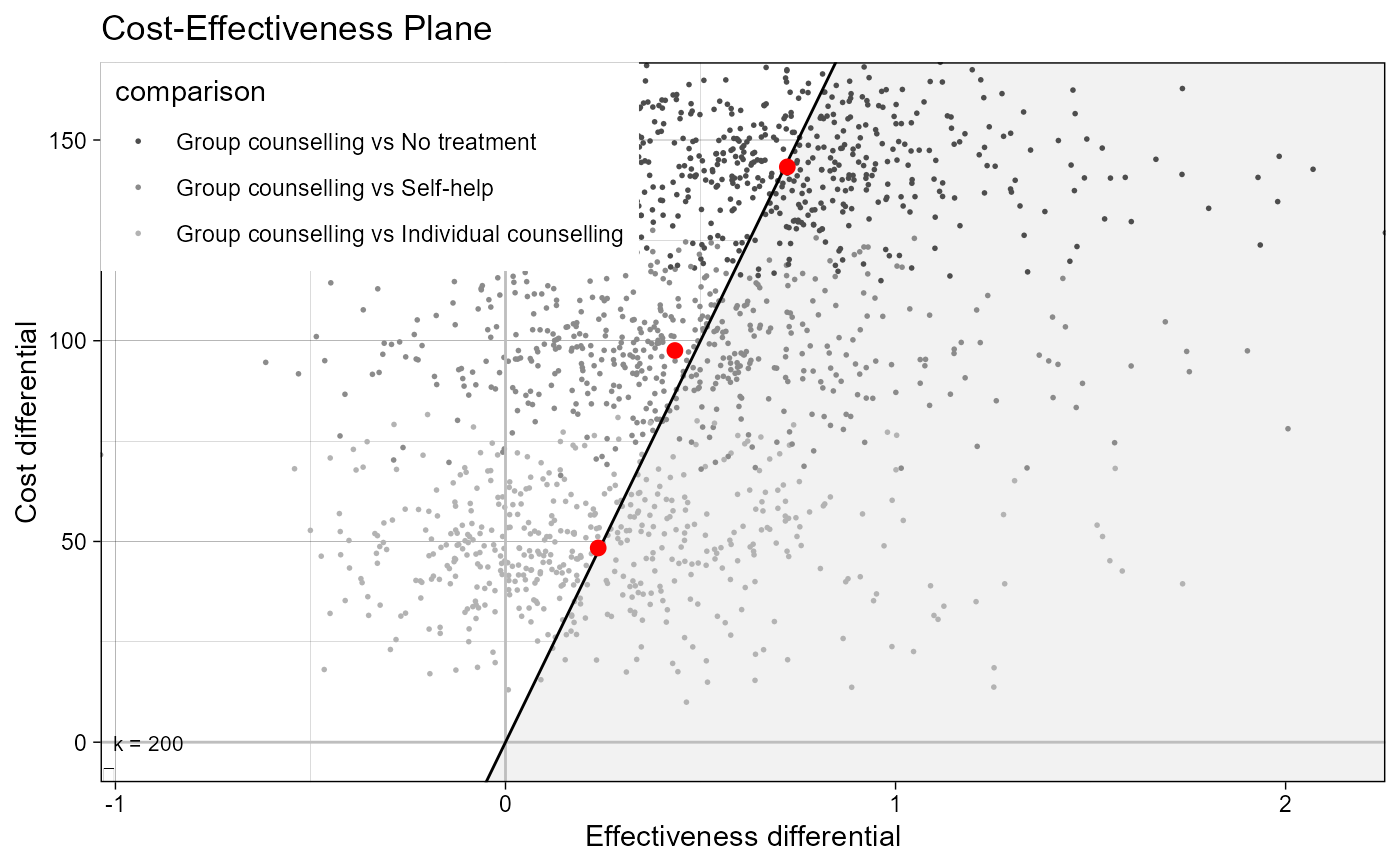 Cost-Effectiveness Plane
comparison
Group counselling vs No treatment
Group counselling vs Self-help
Group counselling vs Individual counselling
150
100
50
0
Cost differential
k = 200
_
-1
0
1
2
Effectiveness differential